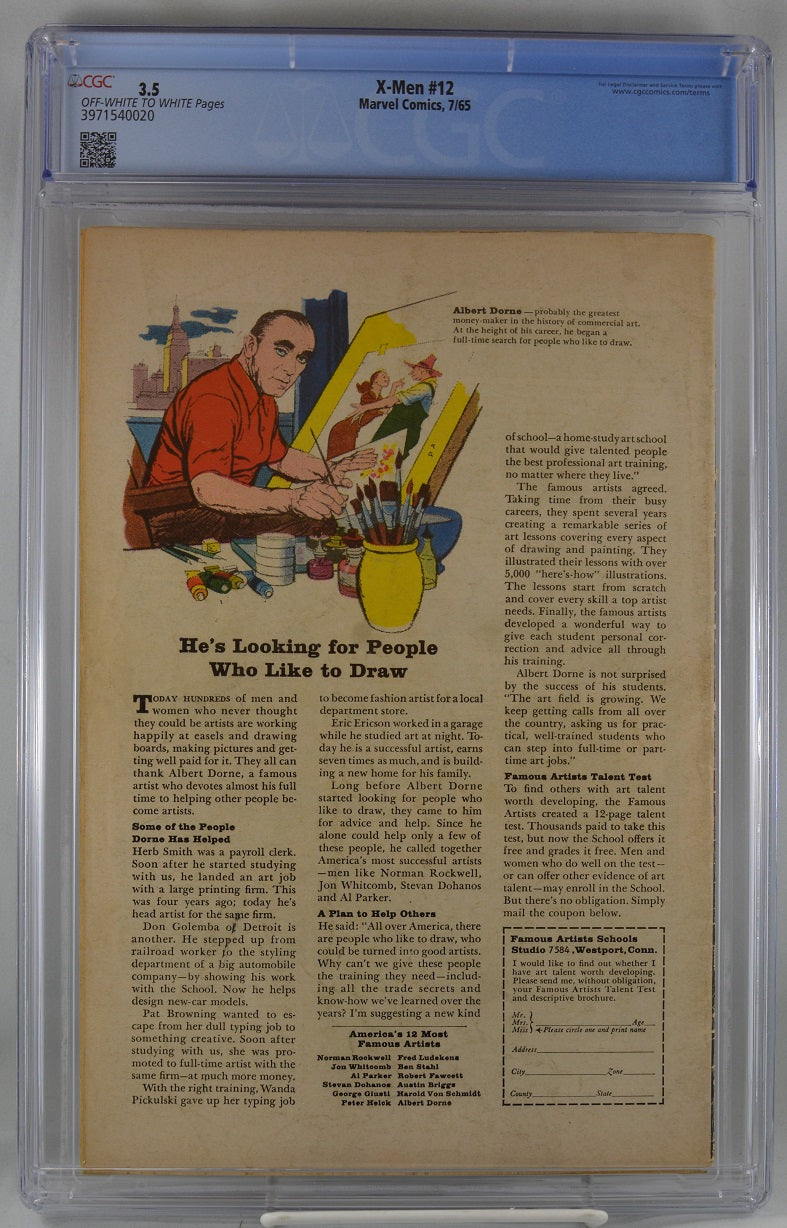 CGC
3.5
OFF-WHITE TO WHITE Pages
3971540020
X-Men #12
Marvel Comics, 7/65
For Legal Disclaimer and Service Terms please visit
www.cgccomics.com/terms
CGC
Albert Dorne — probably the greatest
money-maker in the history of commercial art.
At the height of his career, he began a
full-time search for people who like to draw.
He's Looking for People
Who Like to Draw
TODAY HUNDREDS of men and
women who never thought
they could be artists are working
happily at easels and drawing
boards, making pictures and get-
ting well paid for it. They all can
thank Albert Dorne, a famous
artist who devotes almost his full
time to helping other people be-
come artists.
Some of the People
Dorne Has Helped
Herb Smith was a payroll clerk.
Soon after he started studying
with us, he landed an art job
with a large printing firm. This
was four years ago; today he's
head artist for the same firm.
Don Golemba of Detroit is
another. He stepped up from
railroad worker to the styling
department of a big automobile
company—by showing his work
with the School. Now he helps
design new-car models.
Pat Browning wanted to es-
cape from her dull typing job to
something creative. Soon after
studying with us, she was pro-
moted to full-time artist with the
same firm—at much more money.
With the right training, Wanda
Pickulski gave up her typing job
to become fashion artist for a local
department store.
Eric Ericson worked in a garage
while he studied art at night. To-
day he is a successful artist, earns
seven times as much, and is build-
ing a new home for his family.
Long before Albert Dorne
started looking for people who
like to draw, they came to him
for advice and help. Since he
alone could help only a few of
these people, he called together
America's most successful artists
—men like Norman Rockwell,
Jon Whitcomb, Stevan Dohanos
and Al Parker.
A Plan to Help Others
He said: "All over America, there
are people who like to draw, who
could be turned into good artists.
Why can't we give these people
the training they need—includ-
ing all the trade secrets and
know-how we've learned over the
years? I'm suggesting a new kind
America's 12 Most
Famous Artists
Norman Rockwell Fred Ludekens
Jon Whitcomb Ben Stahl
Al Parker Robert Fawcett
Stevan Dohanos Austin Briggs
George Giusti Harold Von Schmidt
Peter Helck Albert Dorne
of school—a home-study art school
that would give talented people
the best professional art training,
no matter where they live."
The famous artists agreed.
Taking time from their busy
careers, they spent several years
creating a remarkable series of
art lessons covering every aspect
of drawing and painting. They
illustrated their lessons with over
5,000 "here's-how" illustrations.
The lessons start from scratch
and cover every skill a top artist
needs. Finally, the famous artists
developed a wonderful way to
give each student personal cor-
rection and advice all through
his training.
Albert Dorne is not surprised
by the success of his students.
"The art field is growing. We
keep getting calls from all over
the country, asking us for prac-
tical, well-trained students who
can step into full-time or part-
time art jobs."
Famous Artists Talent Test
To find others with art talent
worth developing, the Famous
Artists created a 12-page talent
test. Thousands paid to take this
test, but now the School offers it
free and grades it free. Men and
women who do well on the test—
or can offer other evidence of art
talent—may enroll in the School.
But there's no obligation. Simply
mail the coupon below.
Famous Artists Schools
Studio 7584, Westport, Conn.
I would like to find out whether I
have art talent worth developing.
Please send me, without obligation,
your Famous Artists Talent Test
and descriptive brochure.
Mr.
Mrs. Age
Miss Please circle one and print name
Address
City Zone
County State